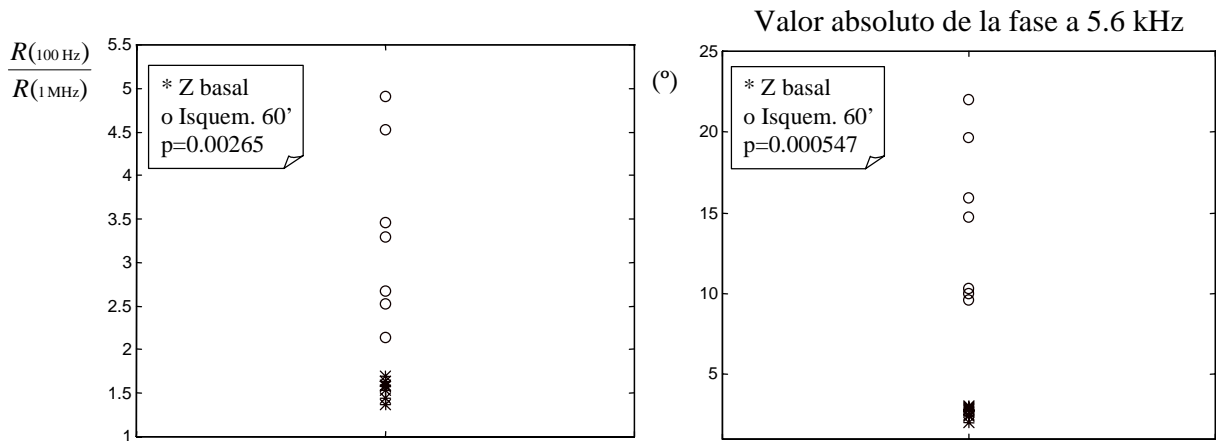 R(100 Hz)
R(1 MHz)
5.5
5
4.5
4
3.5
3
2.5
2
1.5
1
* Z basal
o Isquem. 60’
p=0.00265
Valor absoluto de la fase a 5.6 kHz
(º)
25
20
15
10
5
* Z basal
o Isquem. 60’
p=0.000547